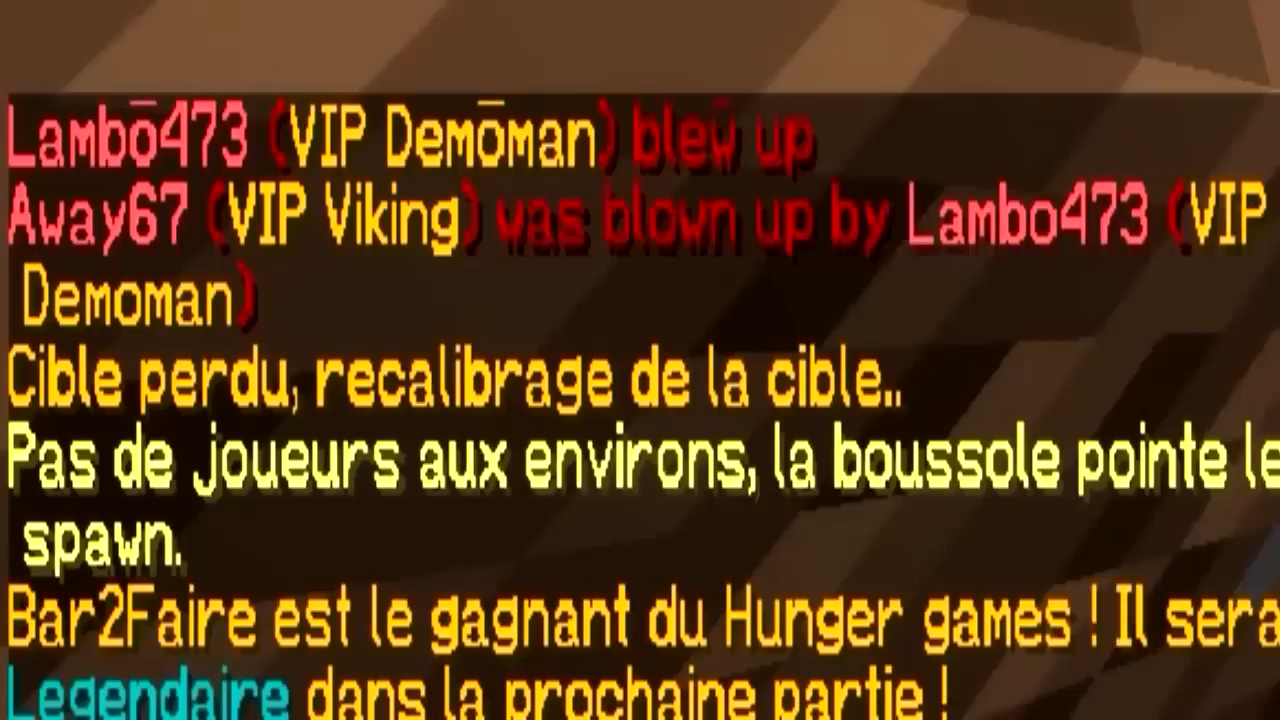 Lambo473 (VIP Demoman) blew up
Away67 (VIP Viking) was blown up by Lambo473 (VIP
Demoman)
Cible perdu, recalibrage de la cible..
Pas de joueurs aux environs, la boussole pointe le
spawn.
Bar2Faire est le gagnant du Hunger games ! Il sera
Legendaire dans la prochaine partie !